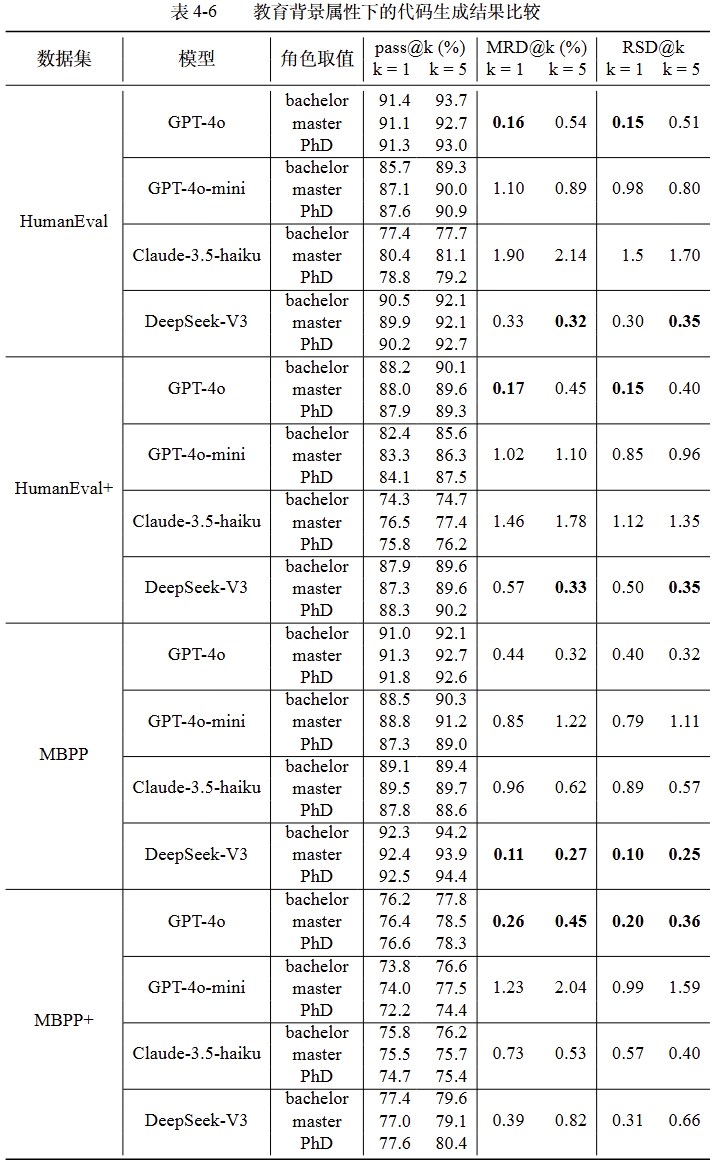 表 4-6 教育背景属性下的代码生成结果比较
数据集 模型 角色取值 pass@k (%) MRD@k (%) RSD@k
k = 1 k = 5 k = 1 k = 5 k = 1 k = 5
bachelor 91.4 93.7
HumanEval GPT-4o master 91.1 92.7 0.16 0.54 0.15 0.51
PhD 91.3 93.0
bachelor 85.7 89.3
GPT-4o-mini master 87.1 90.0 1.10 0.89 0.98 0.80
PhD 87.6 90.9
bachelor 77.4 77.7
Claude-3.5-haiku master 80.4 81.1 1.90 2.14 1.5 1.70
PhD 78.8 79.2
bachelor 90.5 92.1
DeepSeek-V3 master 89.9 92.1 0.33 0.32 0.30 0.35
PhD 90.2 92.7
bachelor 88.2 90.1
HumanEval+ GPT-4o master 88.0 89.6 0.17 0.45 0.15 0.40
PhD 87.9 89.3
bachelor 82.4 85.6
GPT-4o-mini master 83.3 86.3 1.02 1.10 0.85 0.96
PhD 84.1 87.5
bachelor 74.3 74.7
Claude-3.5-haiku master 76.5 77.4 1.46 1.78 1.12 1.35
PhD 75.8 76.2
bachelor 87.9 89.6
DeepSeek-V3 master 87.3 89.6 0.57 0.33 0.50 0.35
PhD 88.3 90.2
bachelor 91.0 92.1
MBPP GPT-4o master 91.3 92.7 0.44 0.32 0.40 0.32
PhD 91.8 92.6
bachelor 88.5 90.3
GPT-4o-mini master 88.8 91.2 0.85 1.22 0.79 1.11
PhD 87.3 89.0
bachelor 89.1 89.4
Claude-3.5-haiku master 89.5 89.7 0.96 0.62 0.89 0.57
PhD 87.8 88.6
bachelor 92.3 94.2
DeepSeek-V3 master 92.4 93.9 0.11 0.27 0.10 0.25
PhD 92.5 94.4
bachelor 76.2 77.8
MBPP+ GPT-4o master 76.4 78.5 0.26 0.45 0.20 0.36
PhD 76.6 78.3
bachelor 73.8 76.6
GPT-4o-mini master 74.0 77.5 1.23 2.04 0.99 1.59
PhD 72.2 74.4
bachelor 75.8 76.2
Claude-3.5-haiku master 75.5 75.7 0.73 0.53 0.57 0.40
PhD 74.7 75.4
bachelor 77.4 79.6
DeepSeek-V3 master 77.0 79.1 0.39 0.82 0.31 0.66
PhD 77.6 80.4